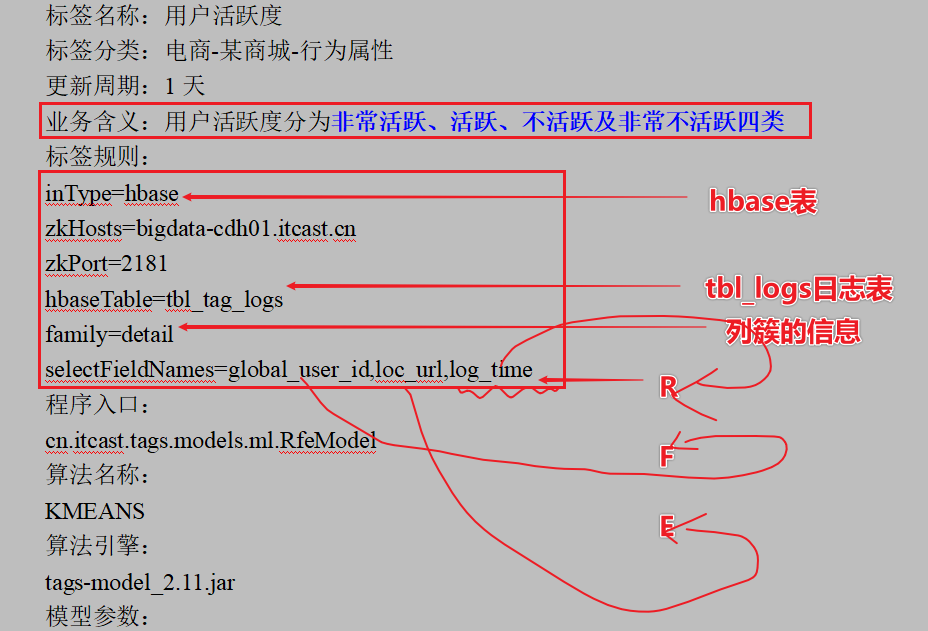 标签名称：用户活跃度
标签分类：电商-某商城-行为属性
更新周期：1 天
业务含义：用户活跃度分为非常活跃、活跃、不活跃及非常不活跃四类
标签规则：
inType=hbase
hbase表
zkHosts=bigdata-cdh01.itcast.cn
zkPort=2181
hbaseTable=tbl_tag_logs
tbl_logs日志表
family=detail
列簇的信息
selectFieldNames=global_user_id,loc_url,log_time
R
程序入口：
cn.itcast.tags.models.ml.RfeModel
F
算法名称：
KMEANS
E
算法引擎：
tags-model_2.11.jar
模型参数：